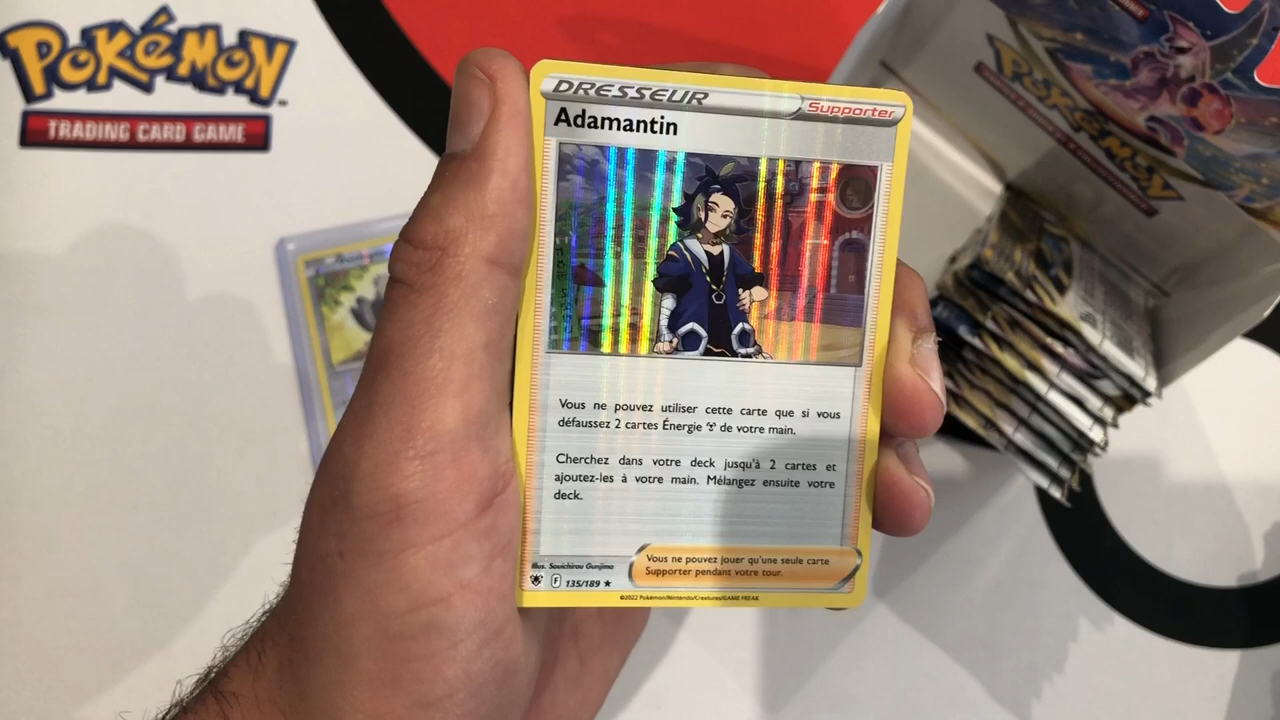 POKÉMON
TRADING CARD GAME
DRESSEUR
Supporter
Adamantin
Vous ne pouvez utiliser cette carte que si vous
défaussez 2 cartes Énergie de votre main.
Cherchez dans votre deck jusqu'à 2 cartes et
ajoutez-les à votre main. Mélangez ensuite votre
deck.
Vous ne pouvez jouer qu'une seule carte
Supporter pendant votre tour.
Illus. Souichirou Gunjima
F 135/189 ★
©2022 Pokémon/Nintendo/Creatures/GAME FREAK
POKÉMON